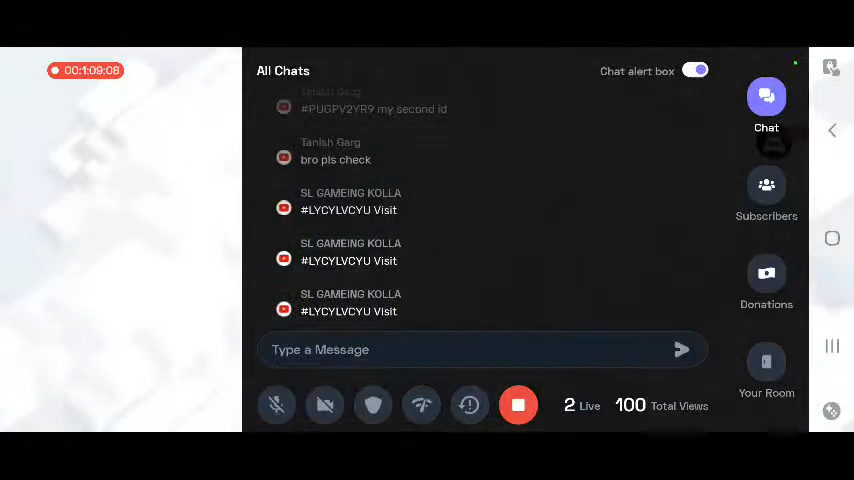 00:1:09:08
All Chats
Chat alert box
Tanish Garg
#PUGPV2YR9 my second id
Chat
Tanish Garg
bro pls check
SL GAMEING KOLLA
#LYCYLVCYU Visit
Subscribers
SL GAMEING KOLLA
#LYCYLVCYU Visit
SL GAMEING KOLLA
#LYCYLVCYU Visit
Donations
Type a Message
Your Room
2 Live
100 Total Views